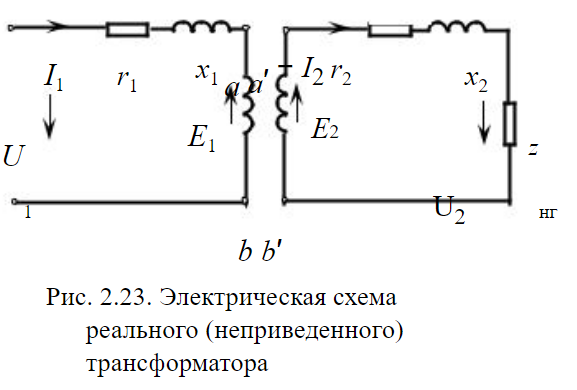 I1 r1 x1 a a' I2 r2 x2
E1 E2
U z
1 U2 нг
b b'
Рис. 2.23. Электрическая схема
реального (неприведенного)
трансформатора